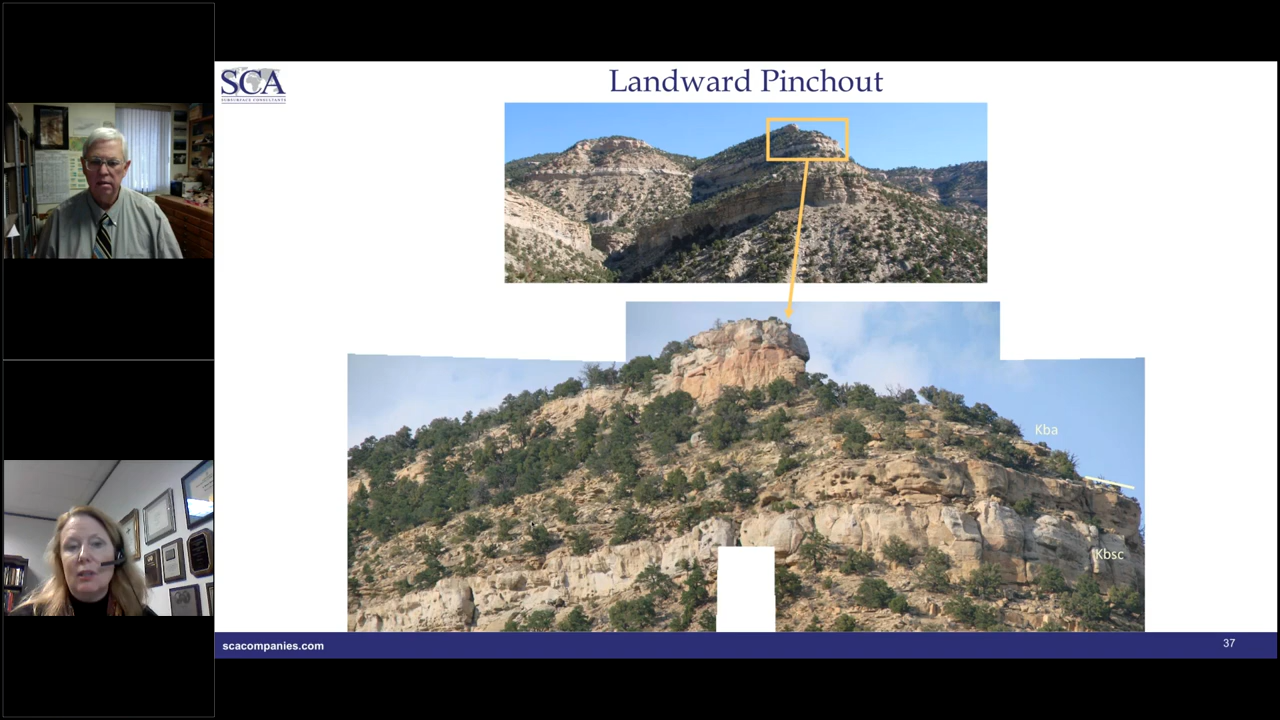 SCA
SUBSURFACE CONSULTANTS
Landward Pinchout
Kba
Kbsc
scacompanies.com
37